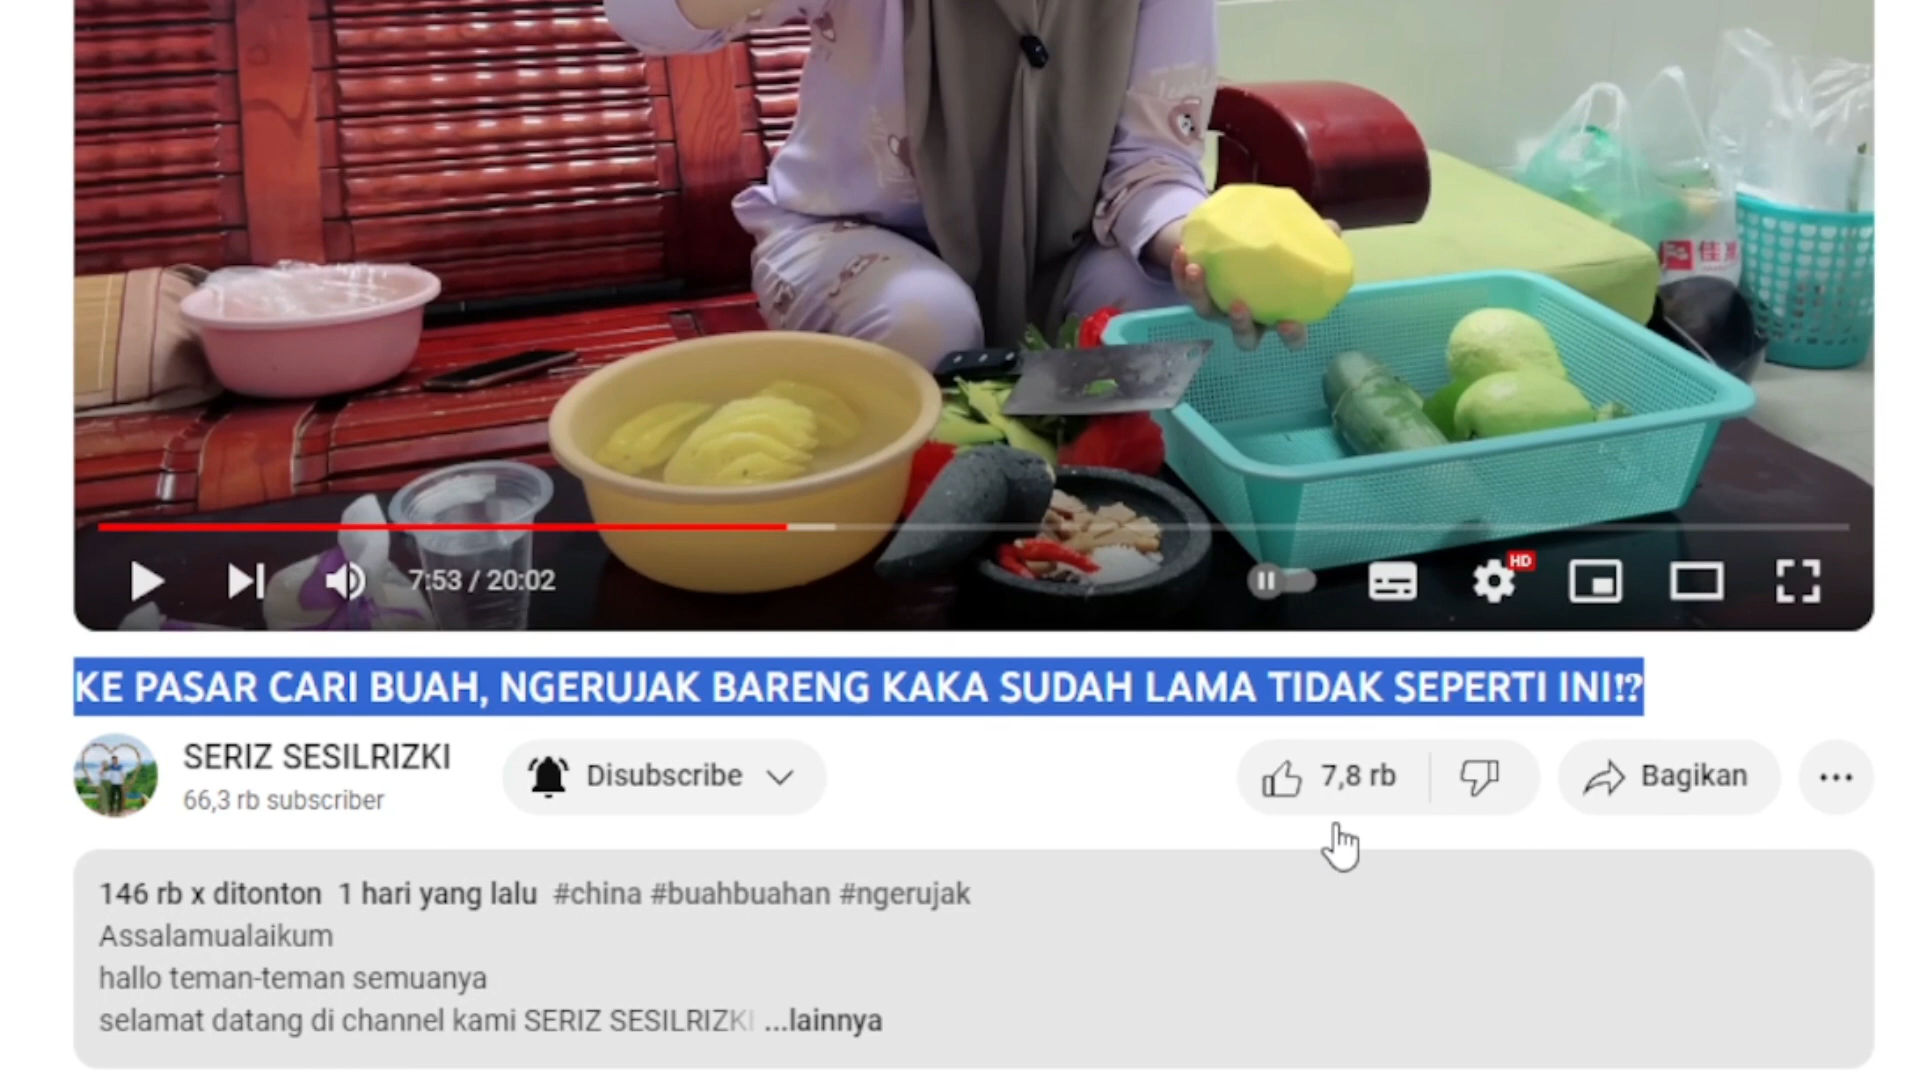 佳
HD
7:53 / 20:02
KE PASAR CARI BUAH, NGERUJAK BARENG KAKA SUDAH LAMA TIDAK SEPERTI INI!?
SERIZ SESILRIZKI
66,3 rb subscriber
Disubscribe
7,8 rb
Bagikan
146 rb x ditonton 1 hari yang lalu #china #buahbuahan #ngerujak
Assalamualaikum
hallo teman-teman semuanya
selamat datang di channel kami SERIZ SESILRIZKI ...lainnya